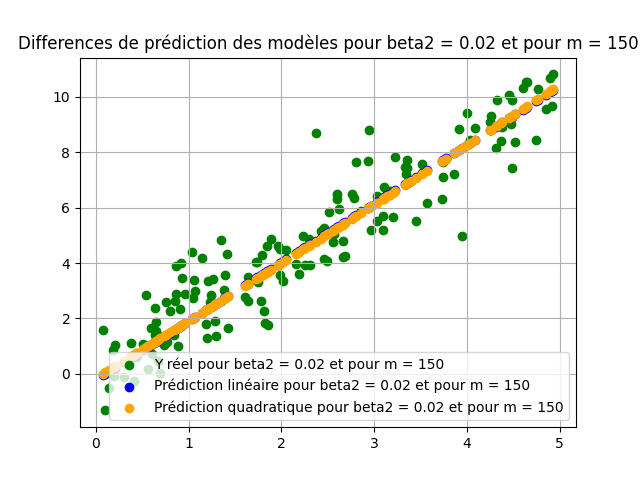 Differences de prédiction des modèles pour beta2 = 0.02 et pour m = 150
10
8
6
4
2
0
Y réel pour beta2 = 0.02 et pour m = 150
Prédiction linéaire pour beta2 = 0.02 et pour m = 150
Prédiction quadratique pour beta2 = 0.02 et pour m = 150
0 1 2 3 4 5